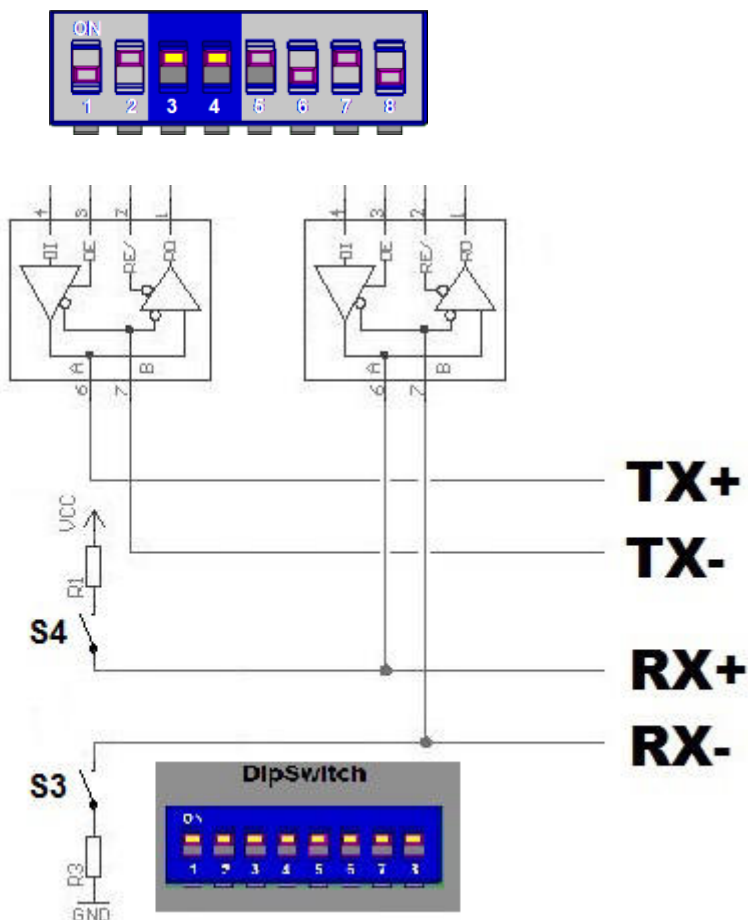 ON
1 2 3 4 5 6 7 8
4 3 2 1
DI DE RE/ RO
A B
6 7
4 3 2 1
DI DE RE/ RO
A B
6 7
TX+
VCC
TX-
R1
S4
RX+
RX-
DipSwitch
S3
ON
1 2 3 4 5 6 7 8
R3
GND